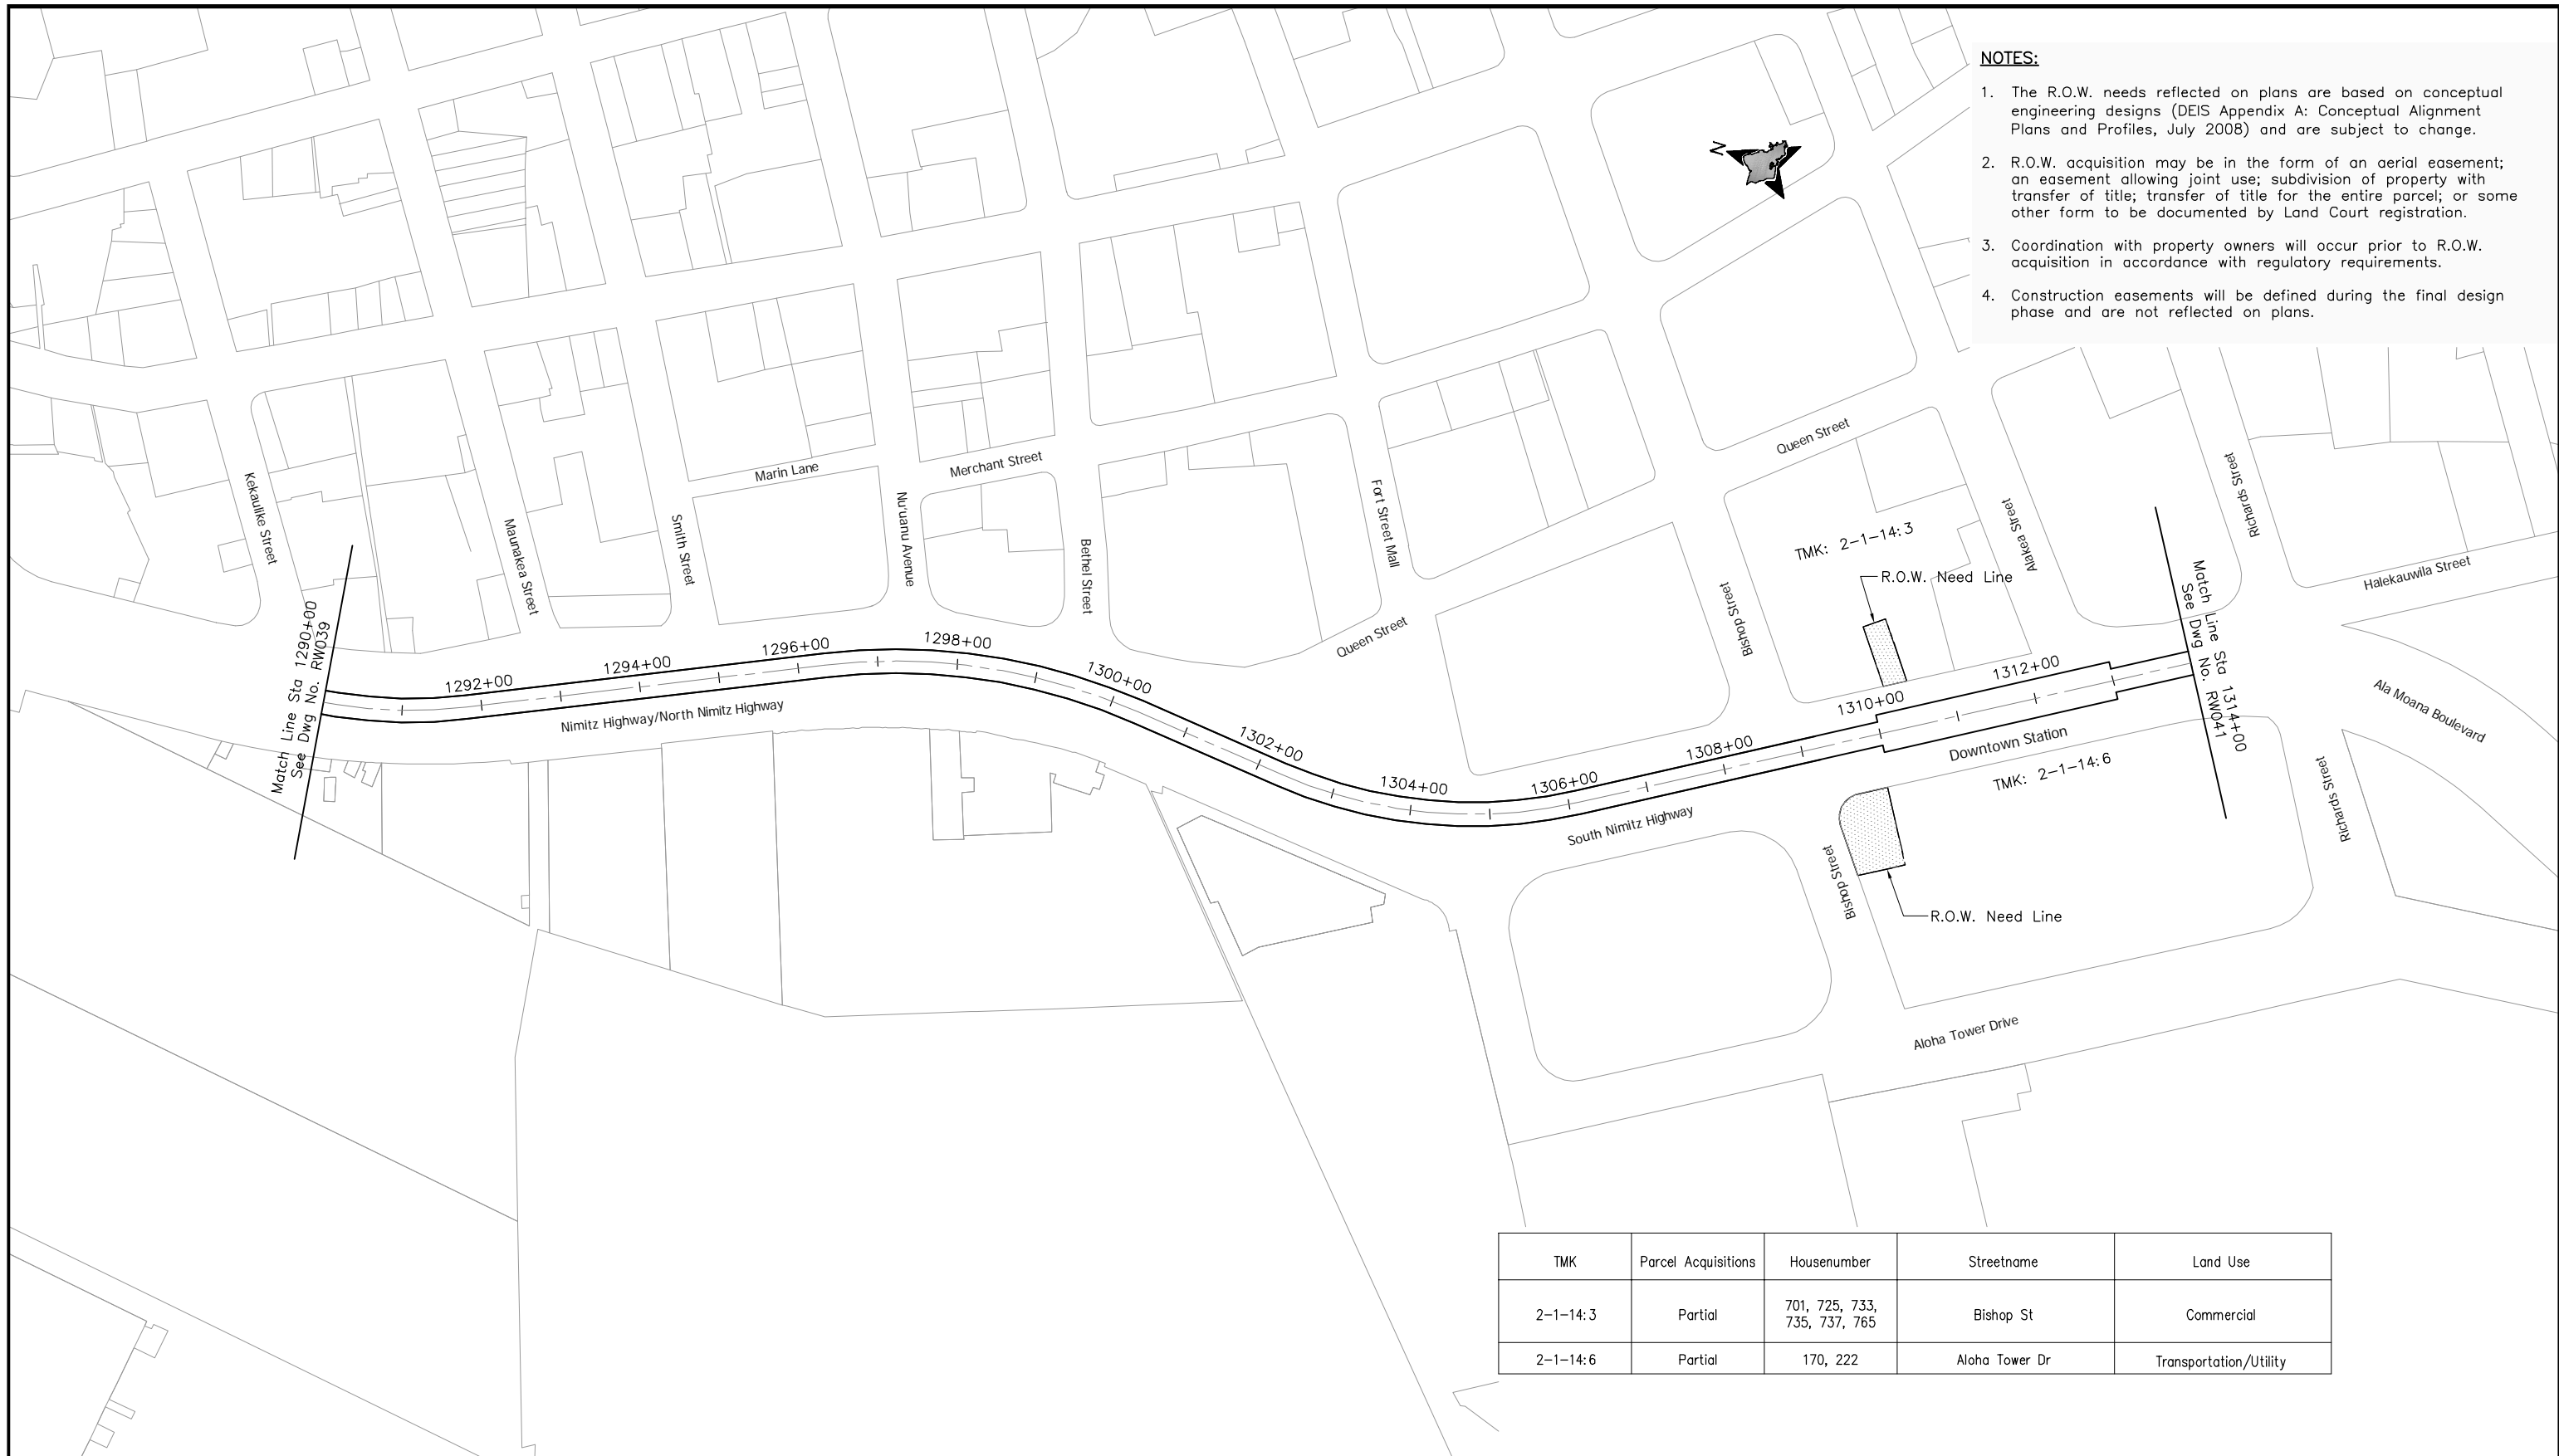 NOTES:
1. The R.O.W. needs reflected on plans are based on conceptual
engineering designs (DEIS Appendix A: Conceptual Alignment
Plans and Profiles, July 2008) and are subject to change.
2. R.O.W. acquisition may be in the form of an aerial easement;
an easement allowing joint use; subdivision of property with
transfer of title; transfer of title for the entire parcel; or some
other form to be documented by Land Court registration.
3. Coordination with property owners will occur prior to R.O.W.
acquisition in accordance with regulatory requirements.
4. Construction easements will be defined during the final design
phase and are not reflected on plans.
N
Kekaulike Street
Maunakea Street
Smith Street
Marin Lane
Nu'uanu Avenue
Merchant Street
Bethel Street
Fort Street Mall
Queen Street
Queen Street
Bishop Street
TMK: 2-1-14:3
R.O.W. Need Line
Alakea Street
Richards Street
Halekauwila Street
Match Line Sta 1290+00
See Dwg No. RW039
1292+00
1294+00
1296+00
1298+00
1300+00
1302+00
1304+00
1306+00
1308+00
1310+00
1312+00
Match Line Sta 1314+00
See Dwg No. RW041
Nimitz Highway/North Nimitz Highway
South Nimitz Highway
Downtown Station
TMK: 2-1-14:6
Ala Moana Boulevard
Richards Street
Bishop Street
R.O.W. Need Line
Aloha Tower Drive
TMK Parcel Acquisitions Housenumber Streetname Land Use
2-1-14:3 Partial 701, 725, 733, Bishop St Commercial
735, 737, 765
2-1-14:6 Partial 170, 222 Aloha Tower Dr Transportation/Utility